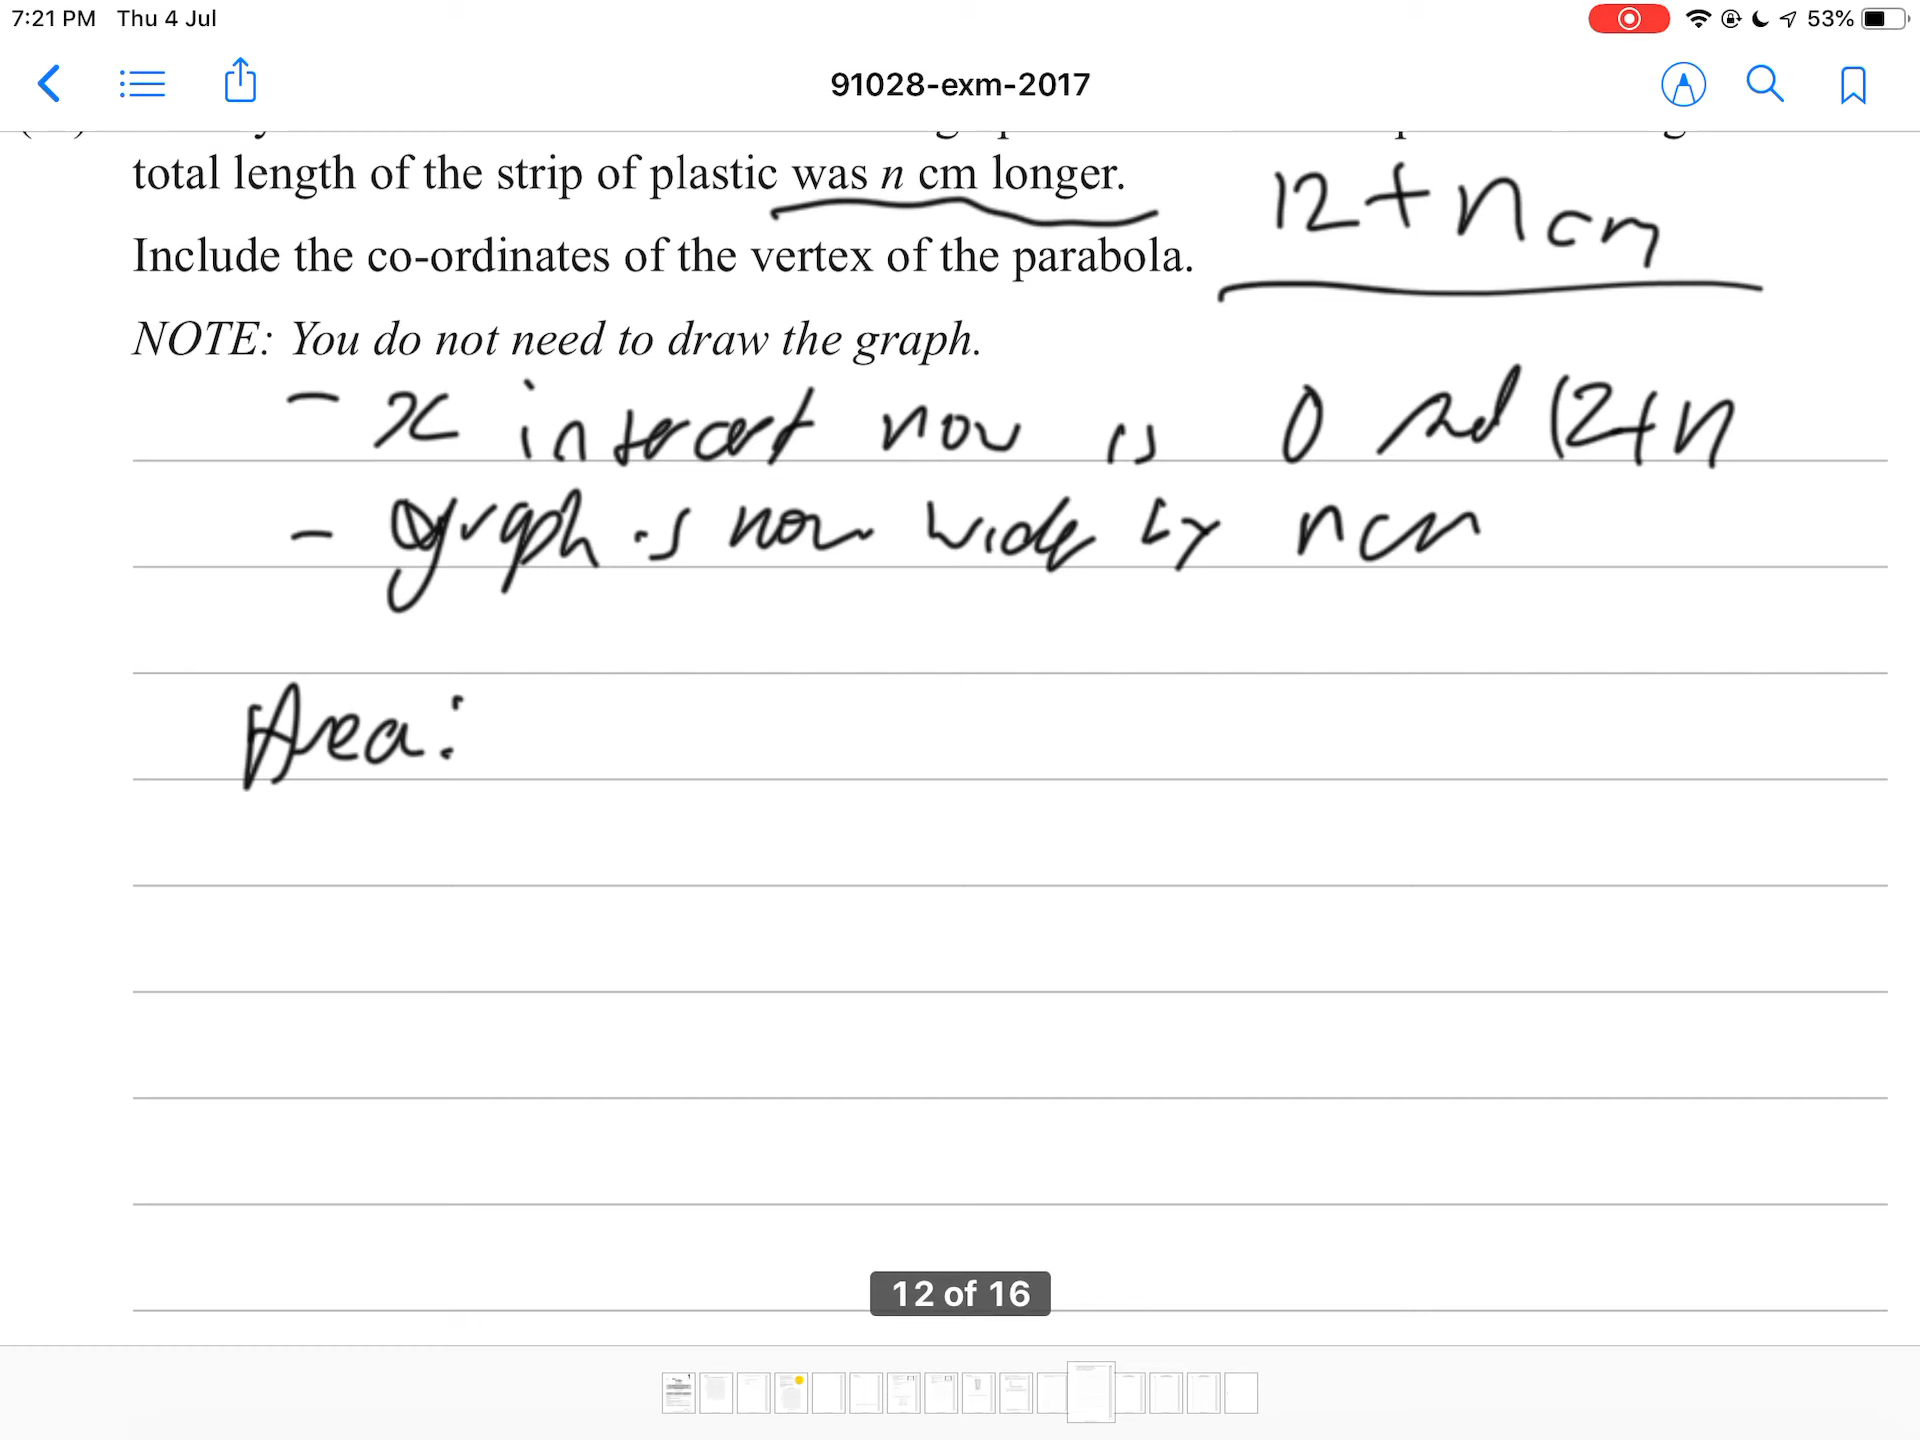 7:21 PM Thu 4 Jul
53%
91028-exm-2017
total length of the strip of plastic was n cm longer.
12+n cm
Include the co-ordinates of the vertex of the parabola.
NOTE: You do not need to draw the graph.
- x intercept now is 0 and 12+n
- graph is now wider by n cm
Area:
12 of 16